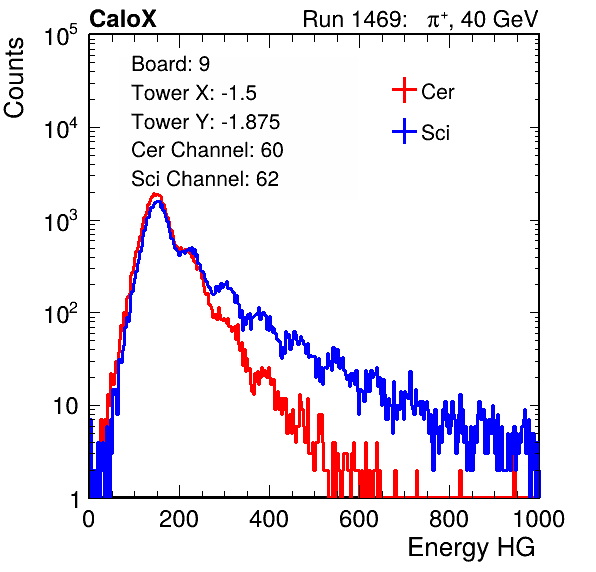 CaloX Run 1469: π⁺, 40 GeV
Counts
10⁵
10⁴
10³
10²
10
1
Board: 9
Tower X: -1.5
Tower Y: -1.875
Cer Channel: 60
Sci Channel: 62
Cer
Sci
0 200 400 600 800 1000
Energy HG